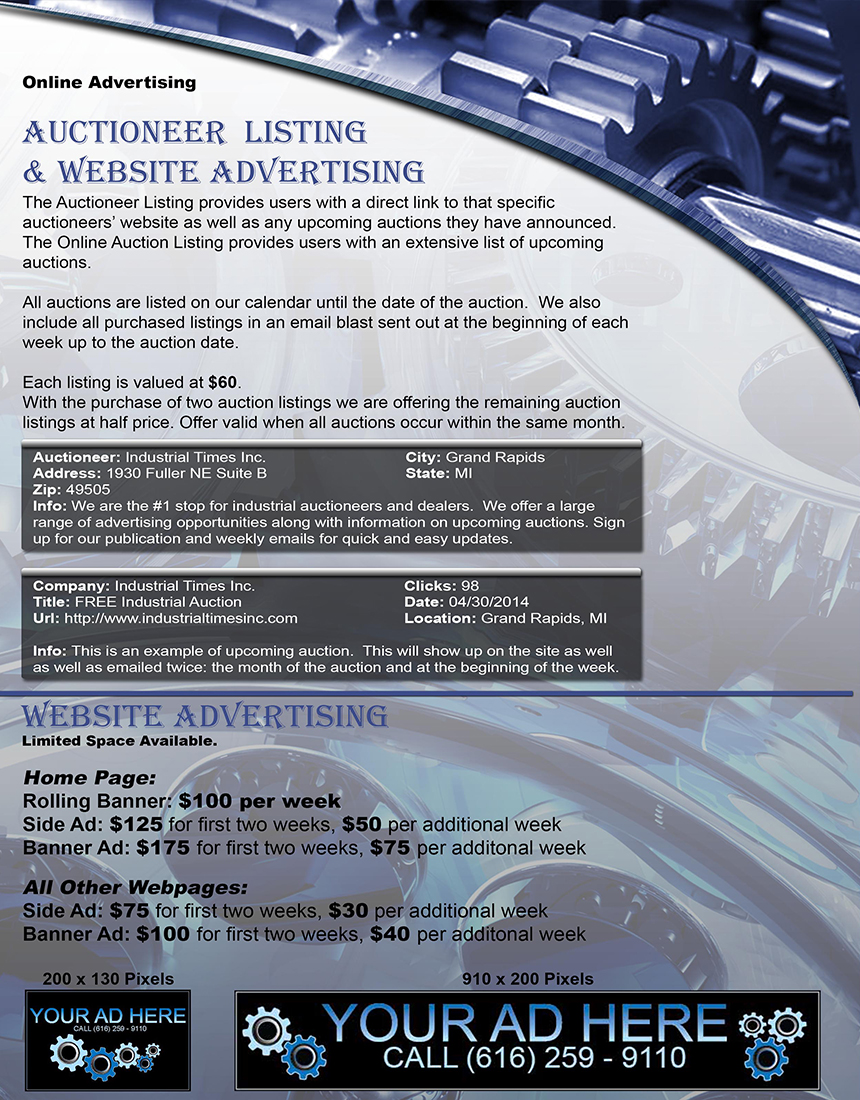 Online Advertising
AUCTIONEER LISTING
& WEBSITE ADVERTISING
The Auctioneer Listing provides users with a direct link to that specific
auctioneers’ website as well as any upcoming auctions they have announced.
The Online Auction Listing provides users with an extensive list of upcoming
auctions.
All auctions are listed on our calendar until the date of the auction.  We also
include all purchased listings in an email blast sent out at the beginning of each
week up to the auction date.
Each listing is valued at $60.
With the purchase of two auction listings we are offering the remaining auction
listings at half price. Offer valid when all auctions occur within the same month.
Auctioneer: Industrial Times Inc. City: Grand Rapids
Address: 1930 Fuller NE Suite B State: MI
Zip: 49505
Info: We are the #1 stop for industrial auctioneers and dealers.  We offer a large
range of advertising opportunities along with information on upcoming auctions. Sign
up for our publication and weekly emails for quick and easy updates.
Company: Industrial Times Inc. Clicks: 98
Title: FREE Industrial Auction Date: 04/30/2014
Url: http://www.industrialtimesinc.com Location: Grand Rapids, MI
Info: This is an example of upcoming auction.  This will show up on the site as well
as well as emailed twice: the month of the auction and at the beginning of the week.
WEBSITE ADVERTISING
Limited Space Available.
Home Page:
Rolling Banner: $100 per week
Side Ad: $125 for first two weeks, $50 per additional week
Banner Ad: $175 for first two weeks, $75 per additonal week
All Other Webpages:
Side Ad: $75 for first two weeks, $30 per additional week
Banner Ad: $100 for first two weeks, $40 per additonal week
200 x 130 Pixels 910 x 200 Pixels
YOUR AD HERE
CALL (616) 259 - 9110
YOUR AD HERE
CALL (616) 259 - 9110